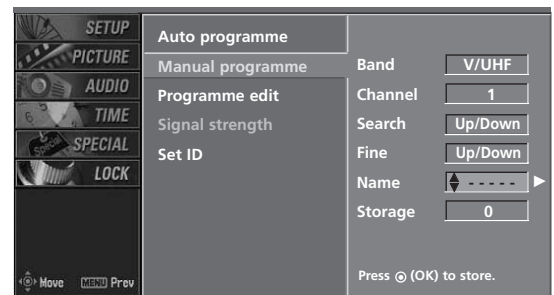 SETUP
PICTURE
AUDIO
TIME
SPECIAL
LOCK
Move MENU Prev
Auto programme
Manual programme
Programme edit
Signal strength
Set ID
Band V/UHF
Channel 1
Search Up/Down
Fine Up/Down
Name - - - - -
Storage 0
Press (OK) to store.